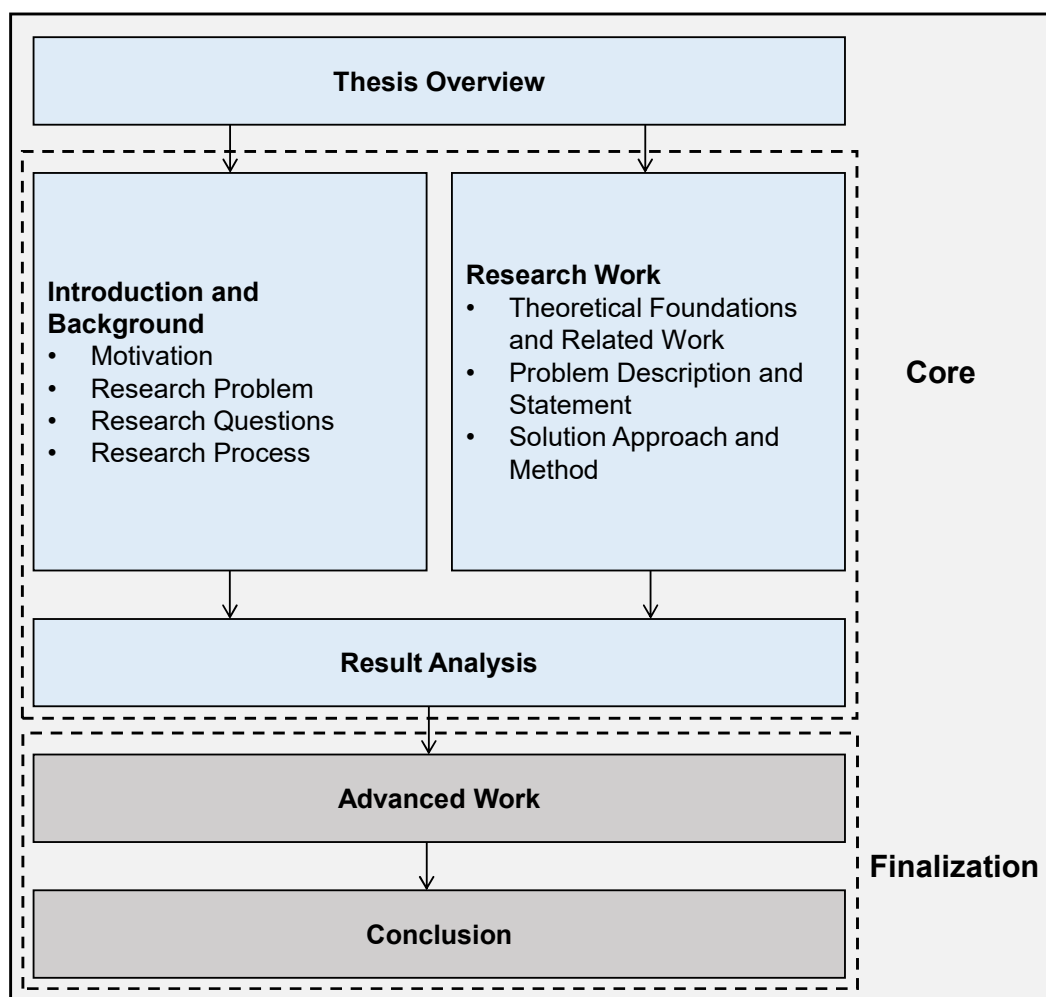 Thesis Overview
Introduction and
Background
• Motivation
• Research Problem
• Research Questions
• Research Process
Research Work
• Theoretical Foundations
and Related Work
• Problem Description and
Statement
• Solution Approach and
Method
Core
Result Analysis
Advanced Work
Finalization
Conclusion